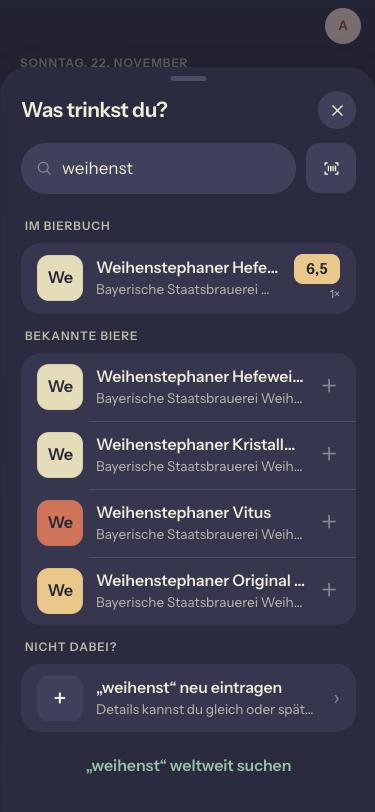 A
SONNTAG, 22. NOVEMBER
Was trinkst du?
weihenst
IM BIERBUCH
We
Weihenstephaner Hefe...
6,5
Bayerische Staatsbrauerei ...
1×
BEKANNTE BIERE
We
Weihenstephaner Hefewei...
Bayerische Staatsbrauerei Weih...
We
Weihenstephaner Kristall...
Bayerische Staatsbrauerei Weih...
We
Weihenstephaner Vitus
Bayerische Staatsbrauerei Weih...
We
Weihenstephaner Original ...
Bayerische Staatsbrauerei Weih...
NICHT DABEI?
„weihenst“ neu eintragen
Details kannst du gleich oder spät...
„weihenst“ weltweit suchen